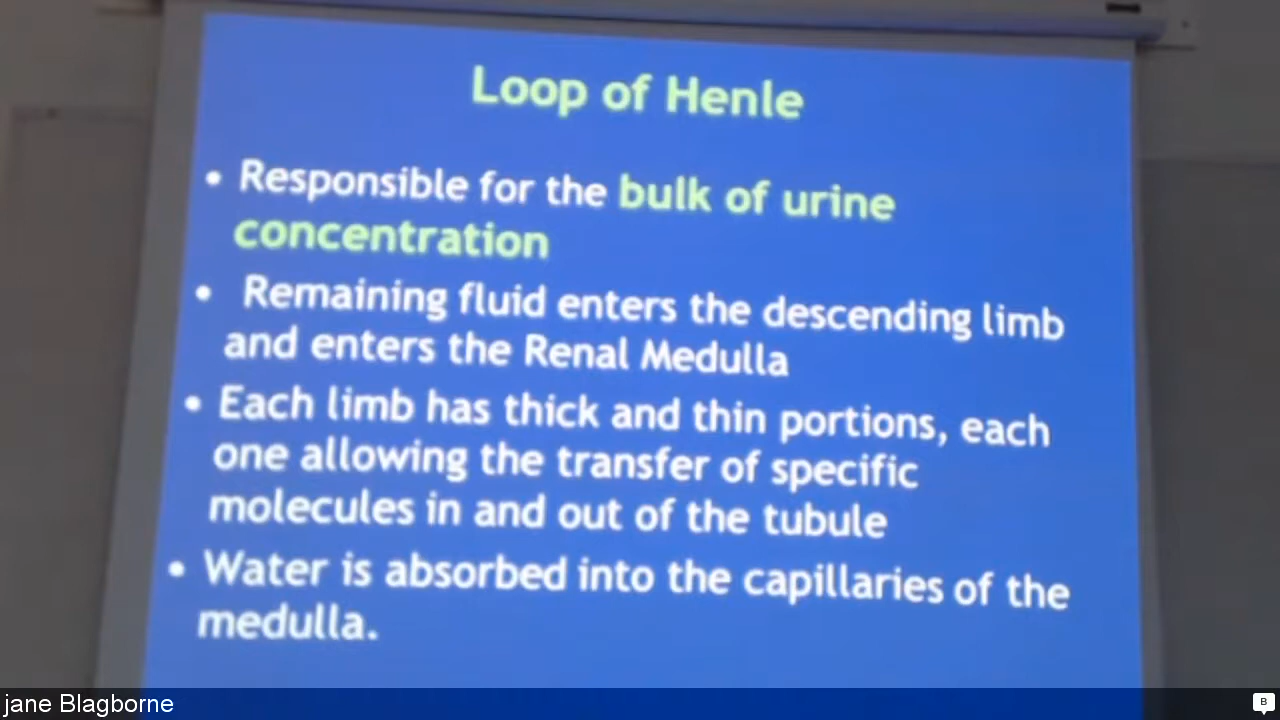 Loop of Henle
• Responsible for the bulk of urine
concentration
• Remaining fluid enters the descending limb
and enters the Renal Medulla
• Each limb has thick and thin portions, each
one allowing the transfer of specific
molecules in and out of the tubule
• Water is absorbed into the capillaries of the
medulla.
jane Blagborne
B